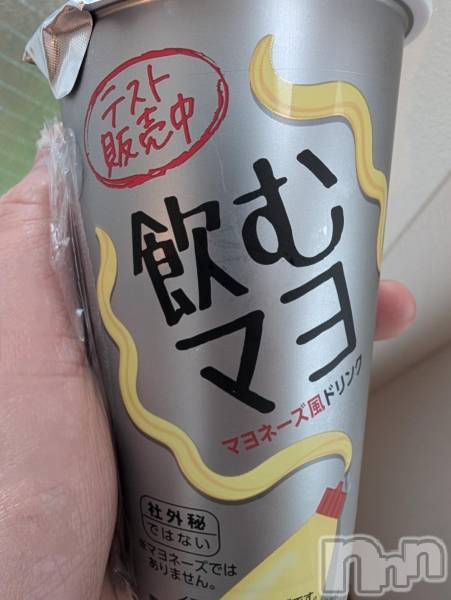 テスト
販売中
飲む
マヨ
マヨネーズ風ドリンク
社外秘
ではない
※マヨネーズでは
ありません。
nnn